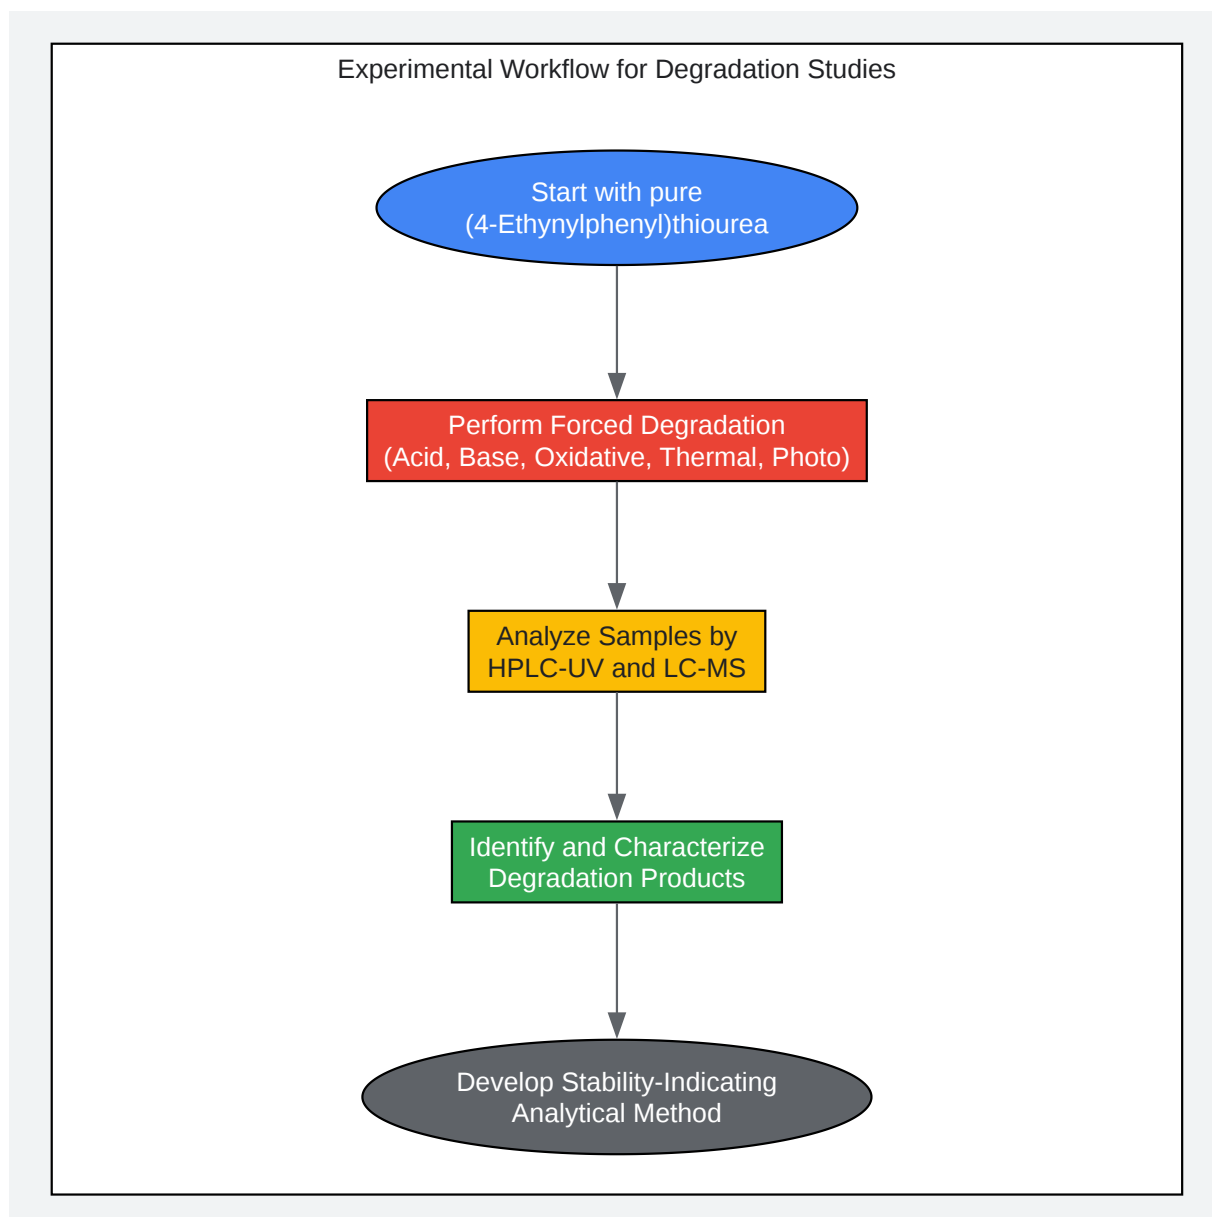 Experimental Workflow for Degradation Studies
Start with pure
(4-Ethynylphenyl)thiourea
Perform Forced Degradation
(Acid, Base, Oxidative, Thermal, Photo)
Analyze Samples by
HPLC-UV and LC-MS
Identify and Characterize
Degradation Products
Develop Stability-Indicating
Analytical Method